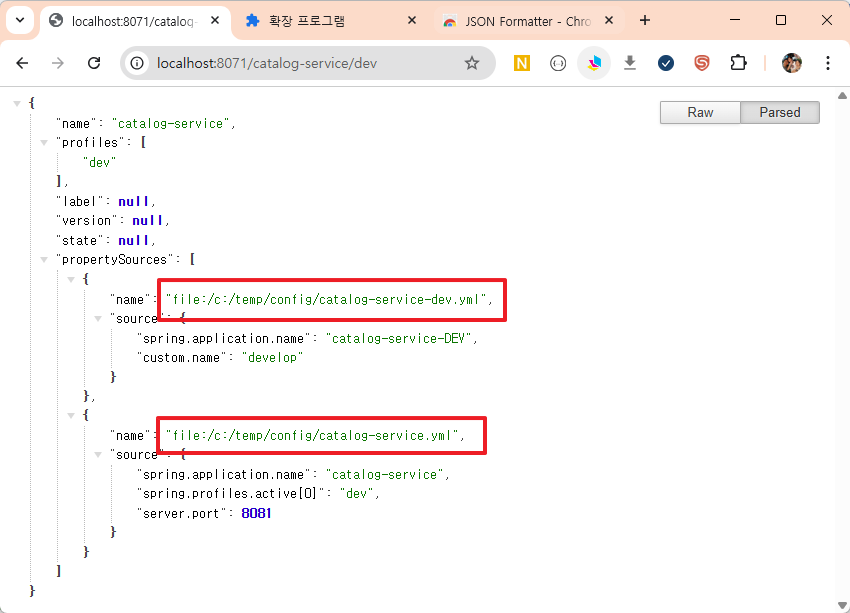 localhost:8071/catalog-
확장 프로그램
JSON Formatter - Chro
localhost:8071/catalog-service/dev
N
S
Raw
Parsed
{
"name": "catalog-service",
"profiles": [
"dev"
],
"label": null,
"version": null,
"state": null,
"propertySources": [
{
"name": "file:/c:/temp/config/catalog-service-dev.yml",
"source": {
"spring.application.name": "catalog-service-DEV",
"custom.name": "develop"
}
},
{
"name": "file:/c:/temp/config/catalog-service.yml",
"source": {
"spring.application.name": "catalog-service",
"spring.profiles.active[0]": "dev",
"server.port": 8081
}
}
]
}